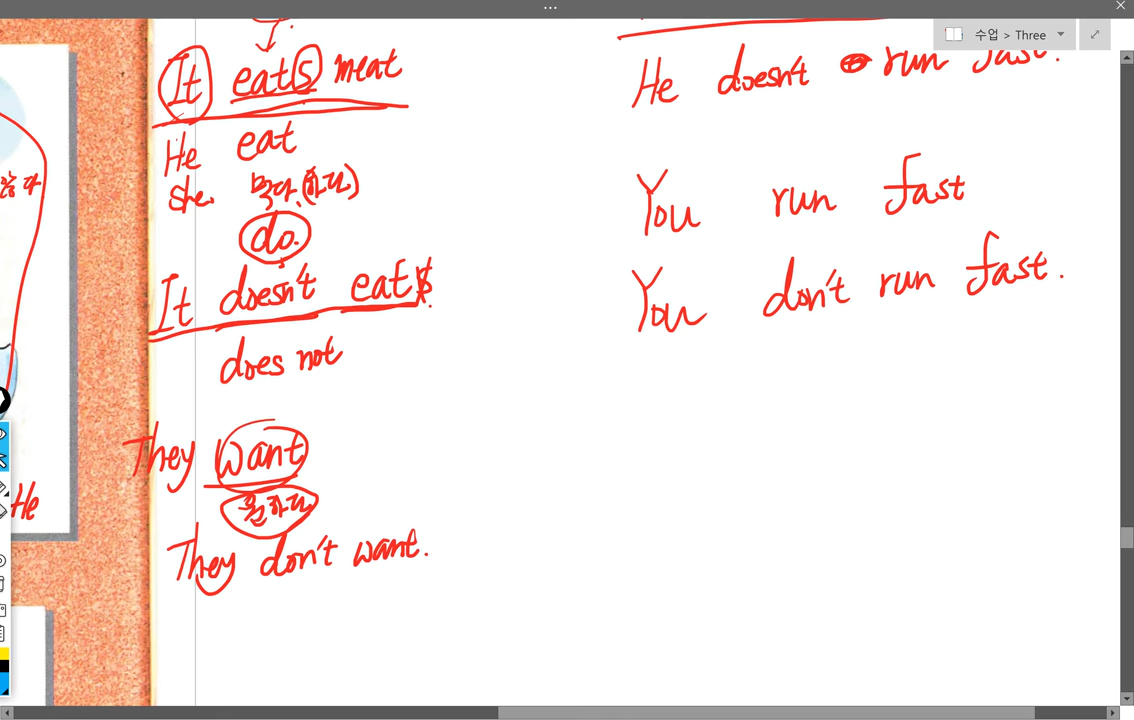 수업 > Three
It eats meat
He eat
she. 먹다.(하다)
do.
It doesn't eats.
does not
They want
원하다
They don't want.
He
He doesn't run fast.
You run fast
You don't run fast.